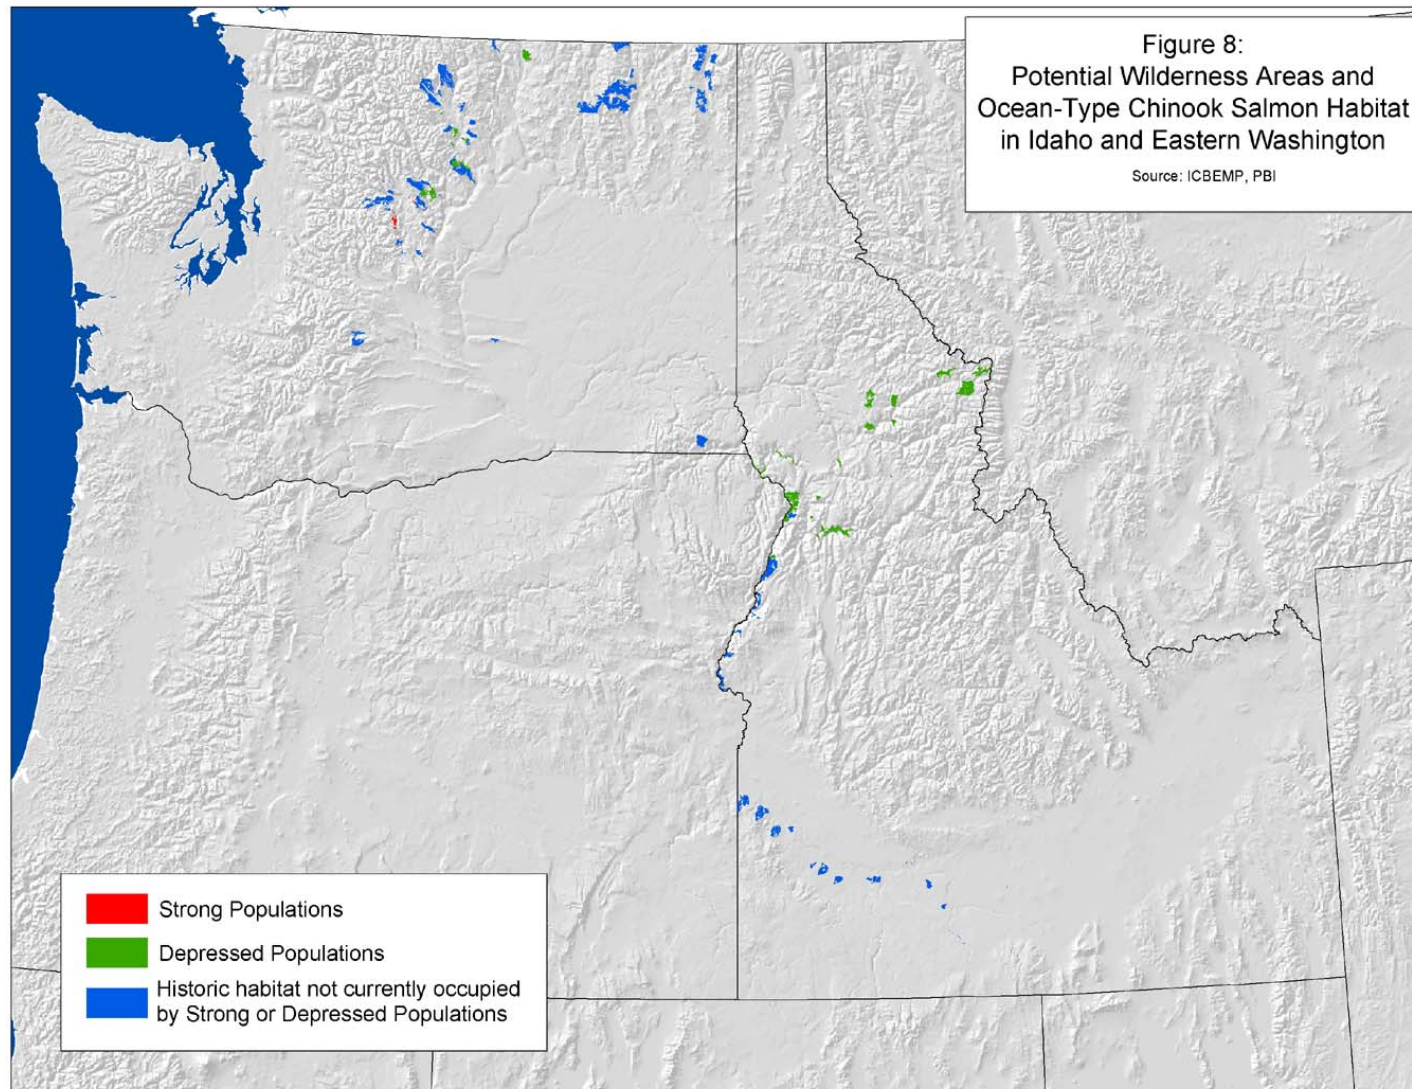 Figure 8:
Potential Wilderness Areas and
Ocean-Type Chinook Salmon Habitat
in Idaho and Eastern Washington
Source: ICBEMP, PBI
Strong Populations
Depressed Populations
Historic habitat not currently occupied
by Strong or Depressed Populations